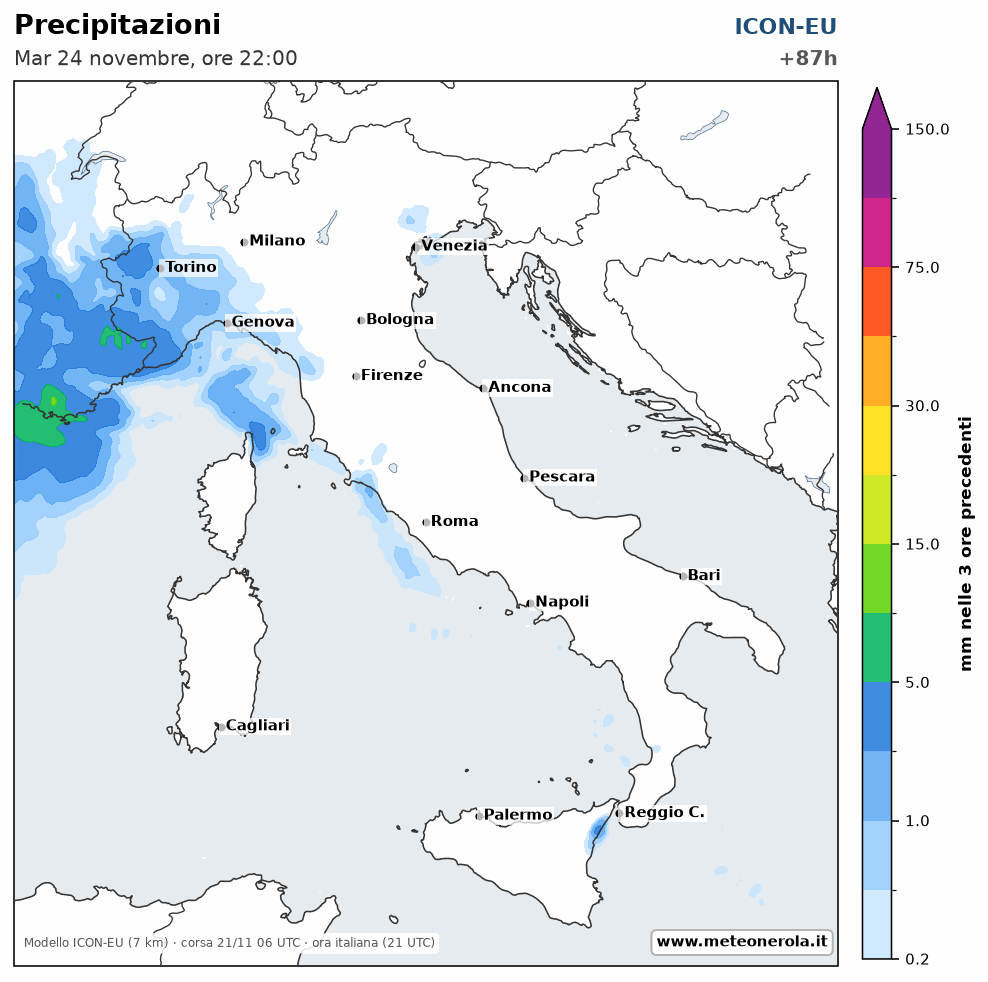 Precipitazioni
ICON-EU
Mar 24 novembre, ore 22:00
+87h
150.0
Milano
Venezia
Torino
75.0
Genova
Bologna
Firenze
Ancona
30.0
Pescara
Roma
15.0
Bari
Napoli
mm nelle 3 ore precedenti
5.0
Cagliari
Palermo
Reggio C.
1.0
Modello ICON-EU (7 km) · corsa 21/11 06 UTC · ora italiana (21 UTC)
www.meteonerola.it
0.2